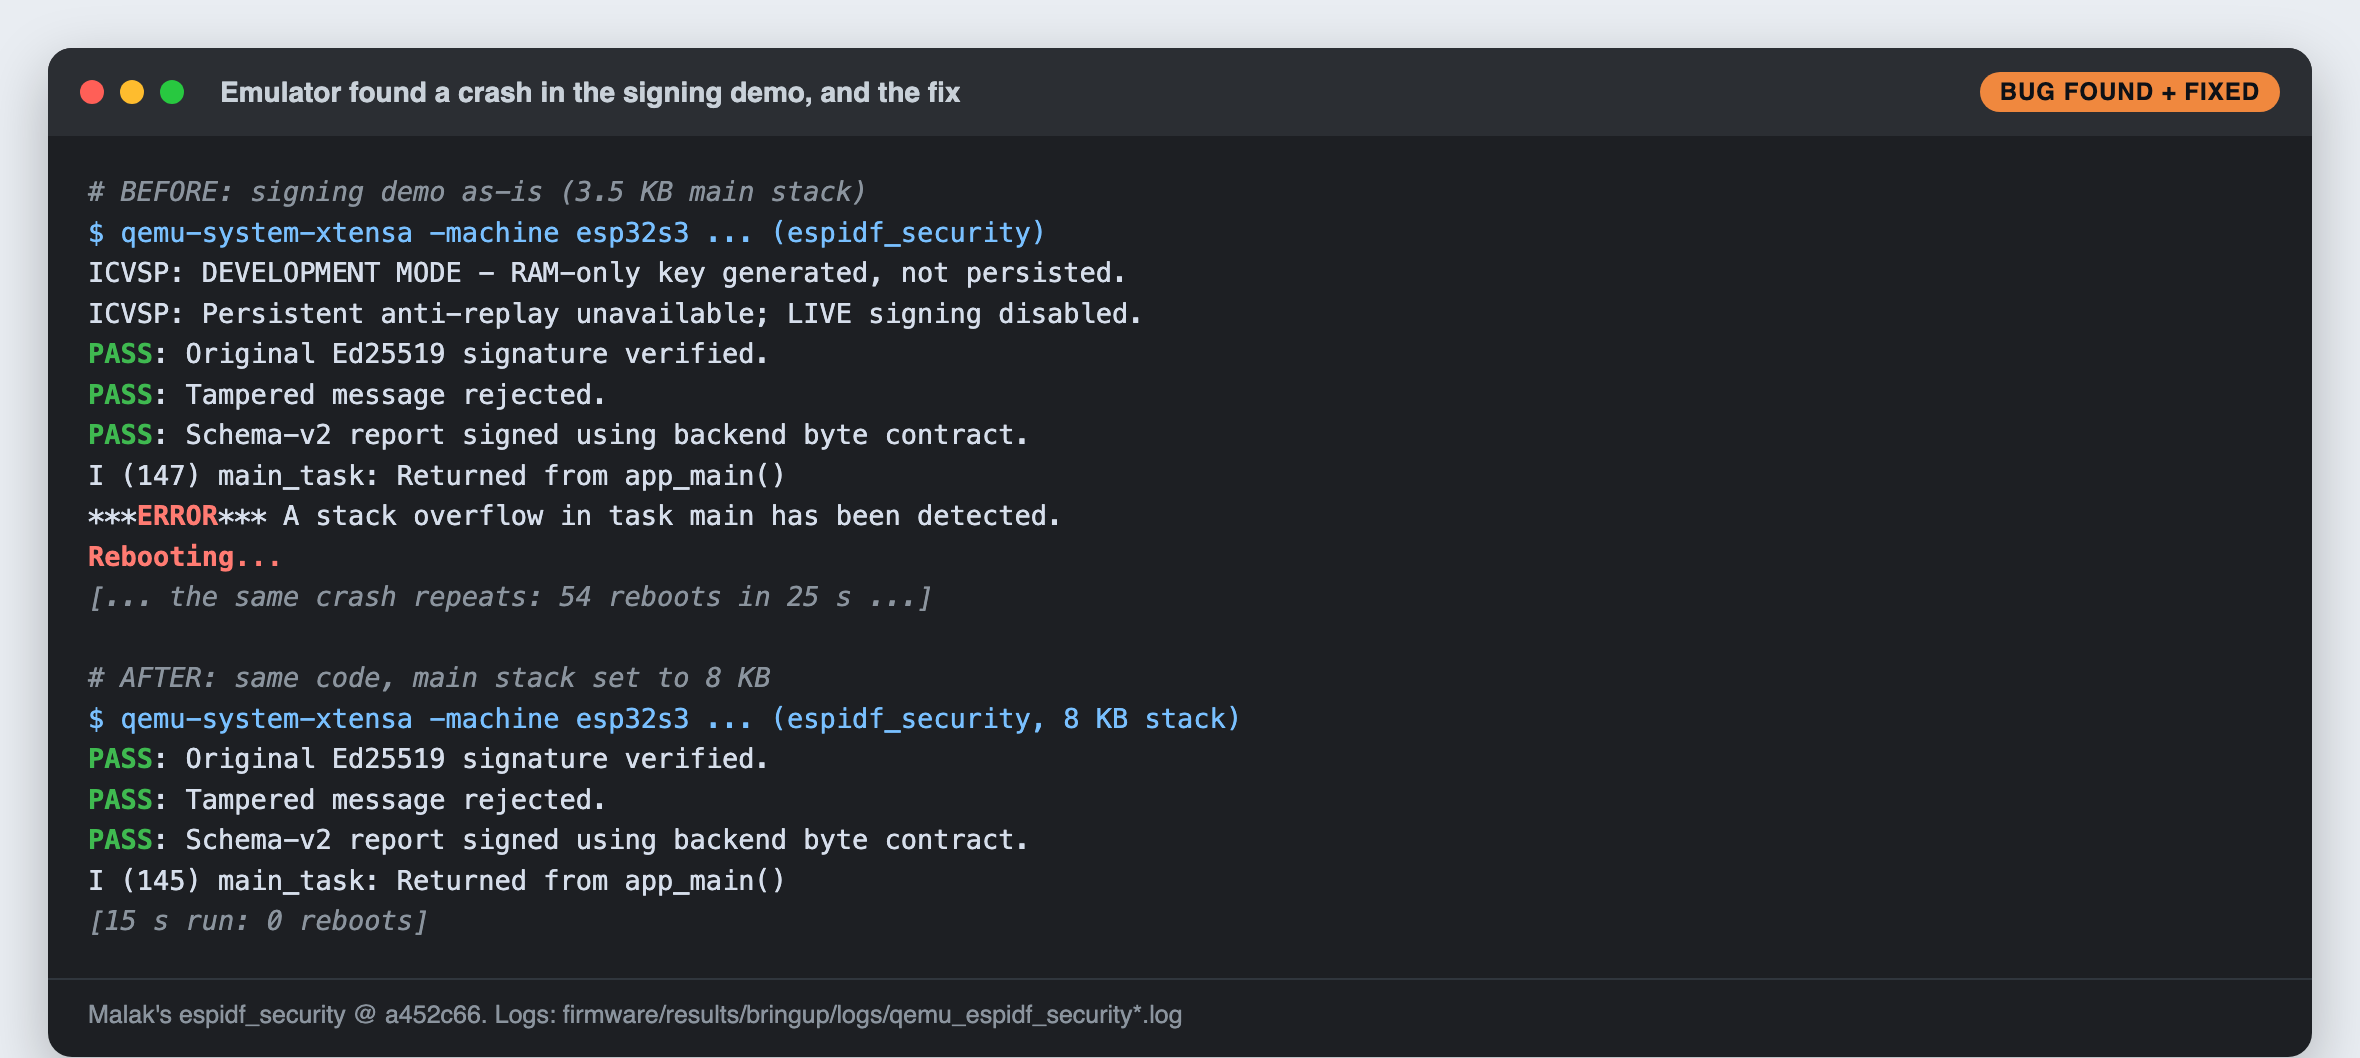 Emulator found a crash in the signing demo, and the fix
BUG FOUND + FIXED
# BEFORE: signing demo as-is (3.5 KB main stack)
$ qemu-system-xtensa -machine esp32s3 ... (espidf_security)
ICVSP: DEVELOPMENT MODE - RAM-only key generated, not persisted.
ICVSP: Persistent anti-replay unavailable; LIVE signing disabled.
PASS: Original Ed25519 signature verified.
PASS: Tampered message rejected.
PASS: Schema-v2 report signed using backend byte contract.
I (147) main_task: Returned from app_main()
***ERROR*** A stack overflow in task main has been detected.
Rebooting...
[... the same crash repeats: 54 reboots in 25 s ...]
# AFTER: same code, main stack set to 8 KB
$ qemu-system-xtensa -machine esp32s3 ... (espidf_security, 8 KB stack)
PASS: Original Ed25519 signature verified.
PASS: Tampered message rejected.
PASS: Schema-v2 report signed using backend byte contract.
I (145) main_task: Returned from app_main()
[15 s run: 0 reboots]
Malak's espidf_security @ a452c66. Logs: firmware/results/bringup/logs/qemu_espidf_security*.log